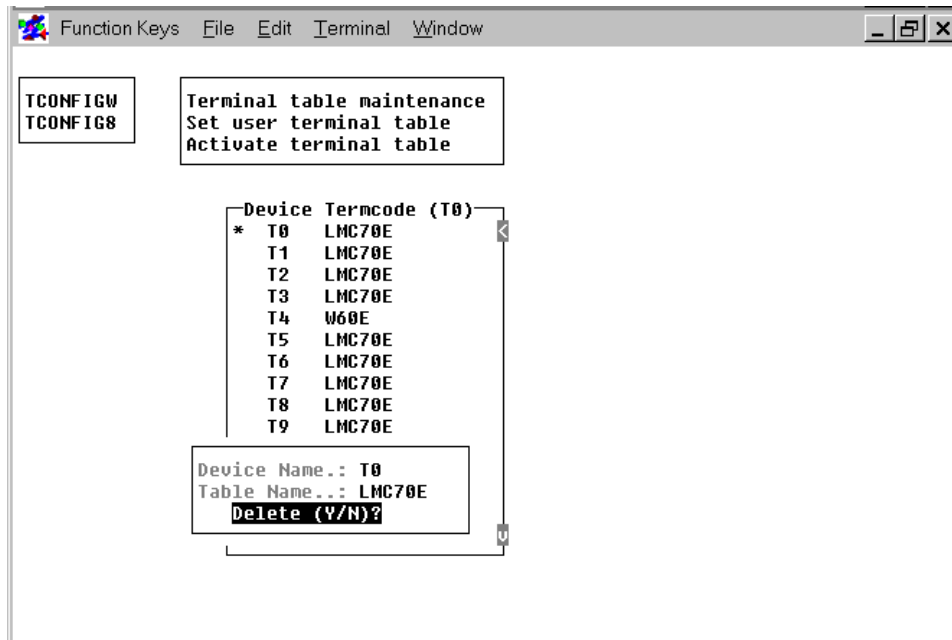 Function Keys File Edit Terminal Window
TCONFIGW
TCONFIG8
Terminal table maintenance
Set user terminal table
Activate terminal table
Device Termcode (T0)
* T0 LMC70E
T1 LMC70E
T2 LMC70E
T3 LMC70E
T4 W60E
T5 LMC70E
T6 LMC70E
T7 LMC70E
T8 LMC70E
T9 LMC70E
Device Name.: T0
Table Name..: LMC70E
Delete (Y/N)?